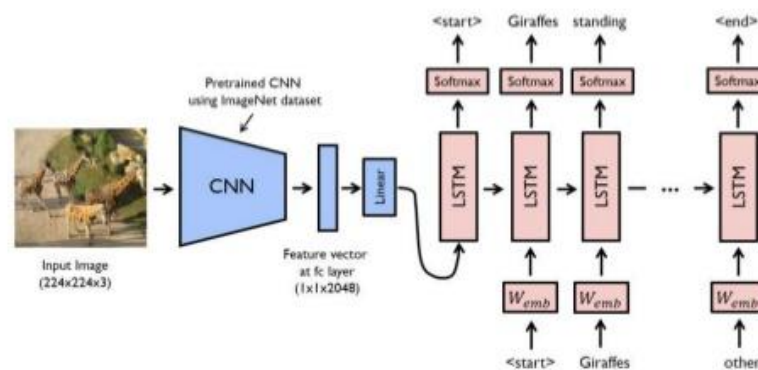 <start> Giraffes standing <end>
Softmax Softmax Softmax Softmax
Pretrained CNN
using ImageNet dataset
CNN
Linear
LSTM LSTM LSTM ... LSTM
Input Image
(224x224x3)
Feature vector
at fc layer
(1x1x2048)
W_emb W_emb W_emb
<start> Giraffes other